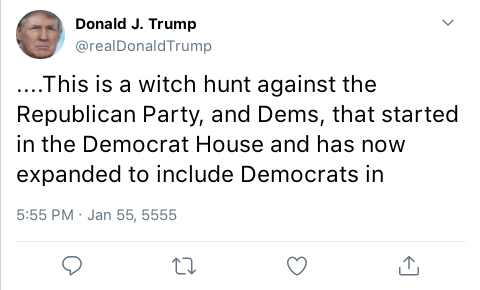 Donald J. Trump
@realDonaldTrump
....This is a witch hunt against the
Republican Party, and Dems, that started
in the Democrat House and has now
expanded to include Democrats in
5:55 PM · Jan 55, 5555